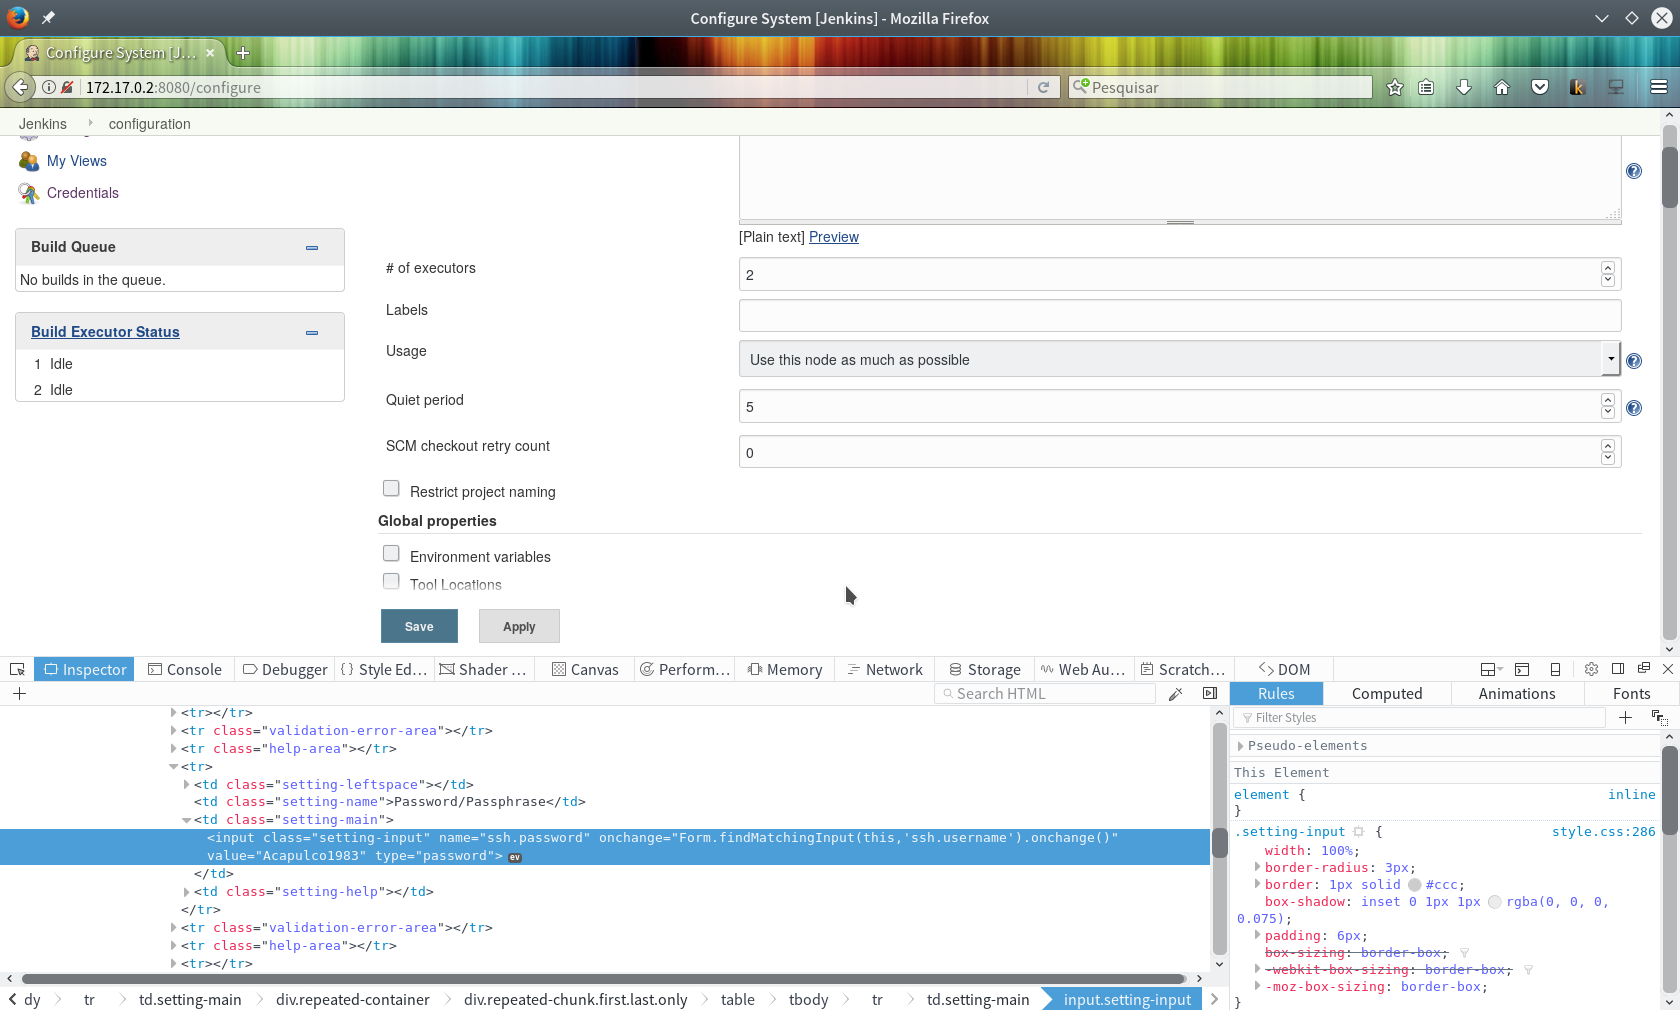 Configure System [Jenkins] - Mozilla Firefox
Configure System [J... × +
172.17.0.2:8080/configure
Pesquisar
Jenkins configuration
My Views
Credentials
Build Queue
No builds in the queue.
Build Executor Status
1 Idle
2 Idle
[Plain text] Preview
# of executors
2
Labels
Usage
Use this node as much as possible
Quiet period
5
SCM checkout retry count
0
Restrict project naming
Global properties
Environment variables
Tool Locations
Save Apply
Inspector Console Debugger { } Style Ed... Shader ... Canvas Perform... Memory Network Storage Web Au... Scratch... DOM
Search HTML
<tr></tr>
<tr class="validation-error-area"></tr>
<tr class="help-area"></tr>
<tr>
<td class="setting-leftspace"></td>
<td class="setting-name">Password/Passphrase</td>
<td class="setting-main">
<input class="setting-input" name="ssh.password" onchange="Form.findMatchingInput(this,'ssh.username').onchange()"
value="Acapulco1983" type="password"> ev
</td>
<td class="setting-help"></td>
</tr>
<tr class="validation-error-area"></tr>
<tr class="help-area"></tr>
<tr></tr>
dy tr td.setting-main div.repeated-container div.repeated-chunk.first.last.only table tbody tr td.setting-main input.setting-input
Rules Computed Animations Fonts
Filter Styles
Pseudo-elements
This Element
element { inline
}
.setting-input { style.css:286
width: 100%;
border-radius: 3px;
border: 1px solid #ccc;
box-shadow: inset 0 1px 1px rgba(0, 0, 0,
0.075);
padding: 6px;
box-sizing: border-box;
-webkit-box-sizing: border-box;
-moz-box-sizing: border-box;
}